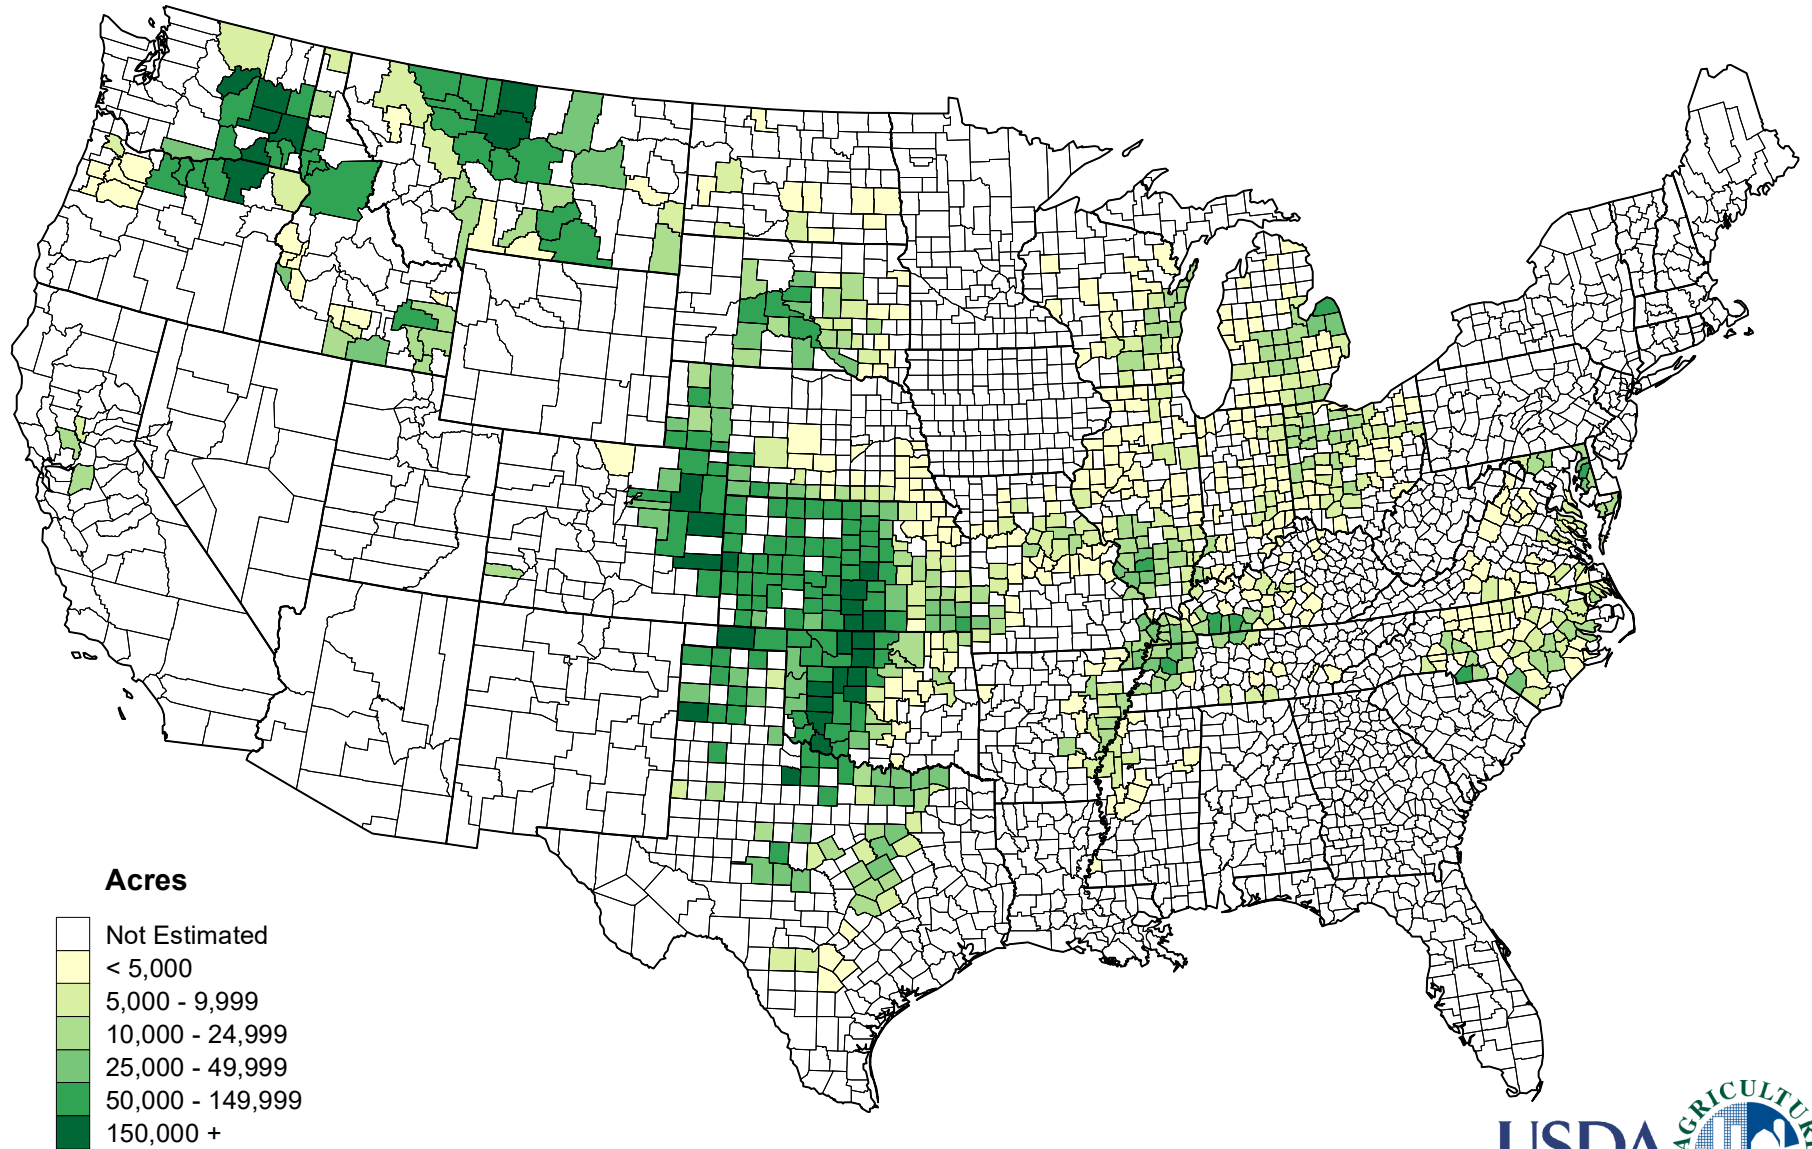 Acres
Not Estimated
< 5,000
5,000 - 9,999
10,000 - 24,999
25,000 - 49,999
50,000 - 149,999
150,000 +
USDA